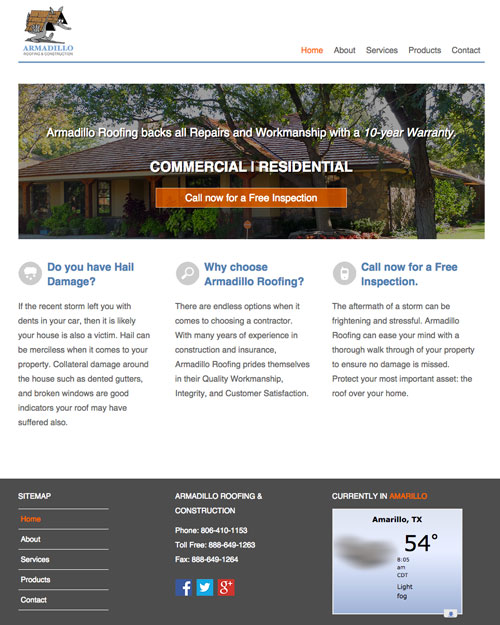 ARMADILLO
ROOFING & CONSTRUCTION
Home About Services Products Contact
Armadillo Roofing backs all Repairs and Workmanship with a 10-year Warranty.
COMMERCIAL | RESIDENTIAL
Call now for a Free Inspection
Do you have Hail
Damage?
If the recent storm left you with
dents in your car, then it is likely
your house is also a victim. Hail can
be merciless when it comes to your
property. Collateral damage around
the house such as dented gutters,
and broken windows are good
indicators your roof may have
suffered also.
Why choose
Armadillo Roofing?
There are endless options when it
comes to choosing a contractor.
With many years of experience in
construction and insurance,
Armadillo Roofing prides themselves
in their Quality Workmanship,
Integrity, and Customer Satisfaction.
Call now for a Free
Inspection.
The aftermath of a storm can be
frightening and stressful. Armadillo
Roofing can ease your mind with a
thorough walk through of your property
to ensure no damage is missed.
Protect your most important asset: the
roof over your home.
SITEMAP
Home
About
Services
Products
Contact
ARMADILLO ROOFING &
CONSTRUCTION
Phone: 806-410-1153
Toll Free: 888-649-1263
Fax: 888-649-1264
CURRENTLY IN AMARILLO
Amarillo, TX
54°
8:05
am
CDT
Light
fog